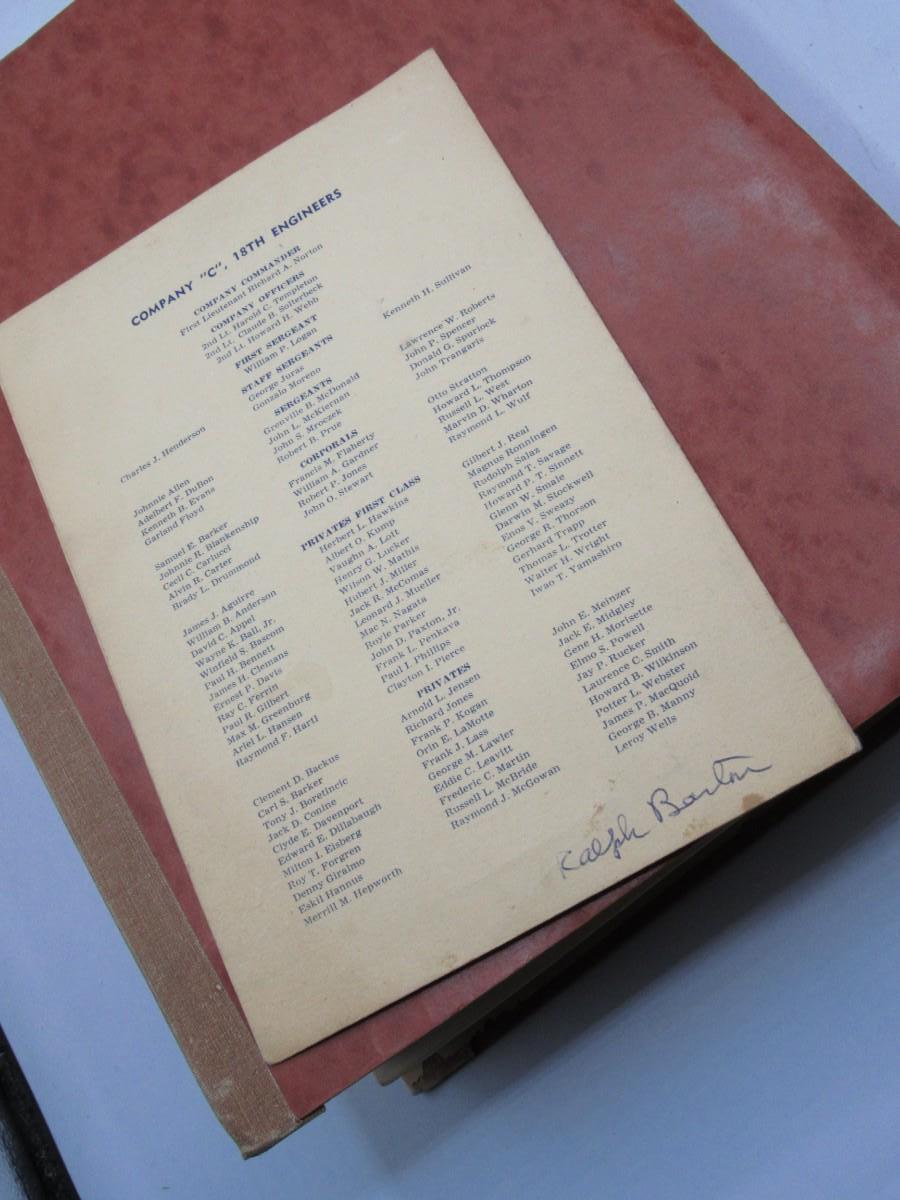 COMPANY "C", 18TH ENGINEERS
COMPANY COMMANDER
First Lieutenant Richard A. Norton
COMPANY OFFICERS
2nd Lt. Harold C. Templeton
2nd Lt. Claude B. Solterbeck
2nd Lt. Howard H. Webb
FIRST SERGEANT
William P. Logan
STAFF SERGEANTS
Charles J. Henderson
George Juras
Gonzalo Moreno
Kenneth H. Sullivan
SERGEANTS
Johnnie Allen
Adelbert F. DuBon
Kenneth B. Evans
Garland Floyd
Grenville B. McDonald
John L. McKiernan
John S. Mroczek
Robert B. Prue
Lawrence W. Roberts
John P. Spencer
Donald G. Spurlock
John Trangaris
CORPORALS
Samuel E. Barker
Johnnie R. Blankenship
Cecil C. Carlucci
Alvin B. Carter
Brady L. Drummond
Francis M. Flaherty
William A. Gardner
Robert P. Jones
John O. Stewart
Otto Stratton
Howard L. Thompson
Russell L. West
Marvin D. Wharton
Raymond L. Wulf
PRIVATES FIRST CLASS
James J. Aguirre
William B. Anderson
David C. Appel
Wayne K. Ball, Jr.
Winfield S. Bascom
Paul H. Bennett
James H. Clemans
Ernest P. Davis
Ray C. Ferrin
Paul R. Gilbert
Max M. Greenburg
Ariel L. Hansen
Raymond F. Hartl
Herbert L. Hawkins
Albert O. Kump
Vaughn A. Lott
Henry G. Lucker
Wilson W. Mathis
Hubert J. Miller
Jack R. McComas
Leonard J. Mueller
Mac N. Nagata
Royle Parker
John D. Paxton, Jr.
Frank L. Penkava
Paul I. Phillips
Clayton I. Pierce
Gilbert J. Real
Magnus Ronningen
Rudolph Salaz
Raymond T. Savage
Howard P. T. Sinnett
Glenn W. Smale
Darwin M. Stockwell
Enos V. Sweazy
George R. Thorson
Gerhard Trapp
Thomas L. Trotter
Walter H. Wright
Iwao T. Yamashiro
PRIVATES
Clement D. Backus
Carl S. Barker
Tony J. Boretincic
Jack D. Conine
Clyde E. Davenport
Edward E. Dillabaugh
Milton I. Eisberg
Roy T. Forgren
Denny Giralmo
Eskil Hannus
Merrill M. Hepworth
Arnold L. Jensen
Richard Jones
Frank P. Kogan
Orin E. LaMotte
Frank J. Lass
George M. Lawler
Eddie C. Leavitt
Frederic C. Martin
Russell L. McBride
Raymond J. McGowan
John E. Meinzer
Jack E. Midgley
Gene H. Morisette
Elmo S. Powell
Jay P. Rucker
Laurence C. Smith
Howard B. Wilkinson
Potter L. Webster
James P. MacQuoid
George B. Manny
Leroy Wells
Ralph Barton